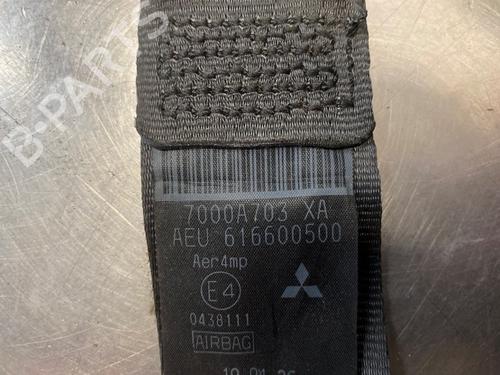 B-PARTS
7000A703 XA
AEU 616600500
Aer4mp
E4
0438111
AIRBAG